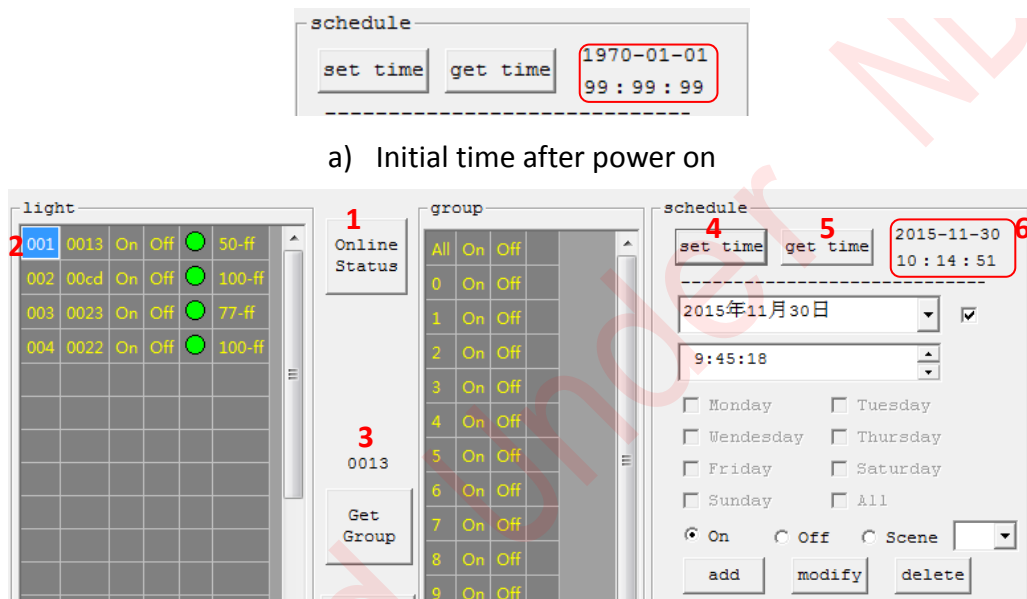 schedule
set time get time 1970-01-01
99:99:99
------------------------------
a) Initial time after power on
light
2 001 0013 On Off 50-ff
002 00cd On Off 100-ff
003 0023 On Off 77-ff
004 0022 On Off 100-ff
1
Online
Status
3
0013
Get
Group
group
All On Off
0 On Off
1 On Off
2 On Off
3 On Off
4 On Off
5 On Off
6 On Off
7 On Off
8 On Off
9 On Off
schedule
4 5 6
set time get time 2015-11-30
10:14:51
------------------------------
2015年11月30日
9:45:18
Monday Tuesday
Wendesday Thursday
Friday Saturday
Sunday All
On Off Scene
add modify delete
Under